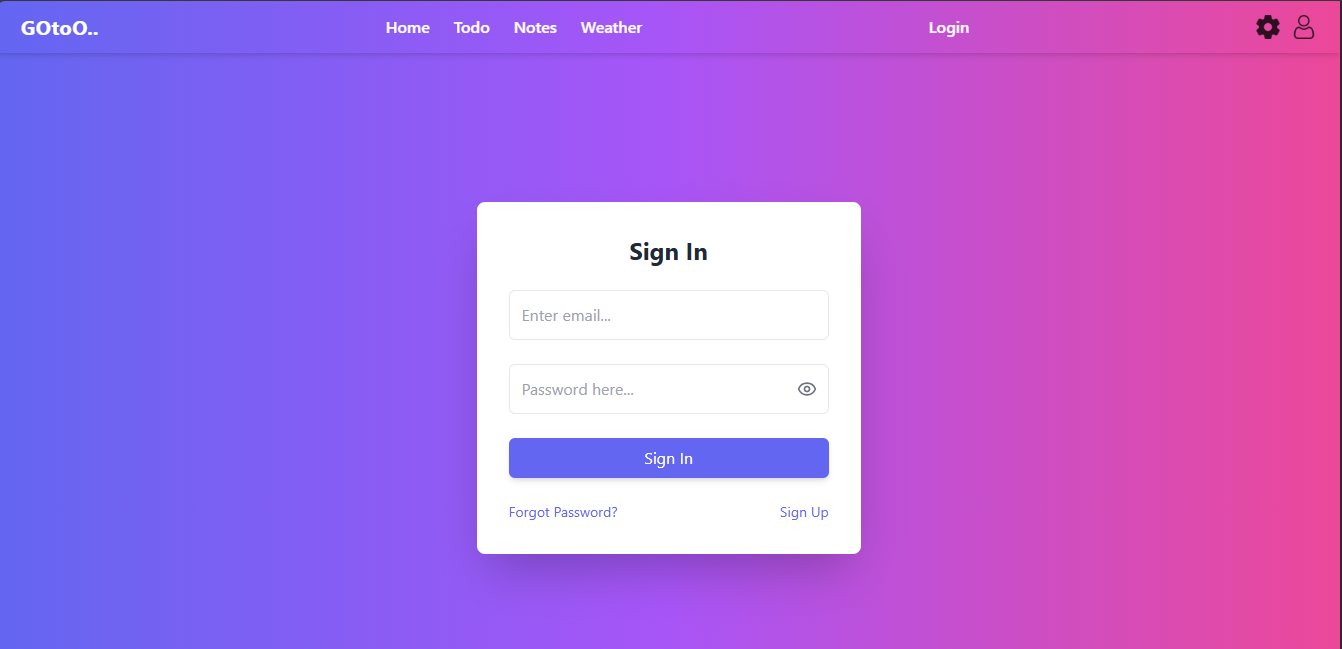 GOtoO.. Home Todo Notes Weather Login
Sign In
Enter email...
Password here...
Sign In
Forgot Password? Sign Up